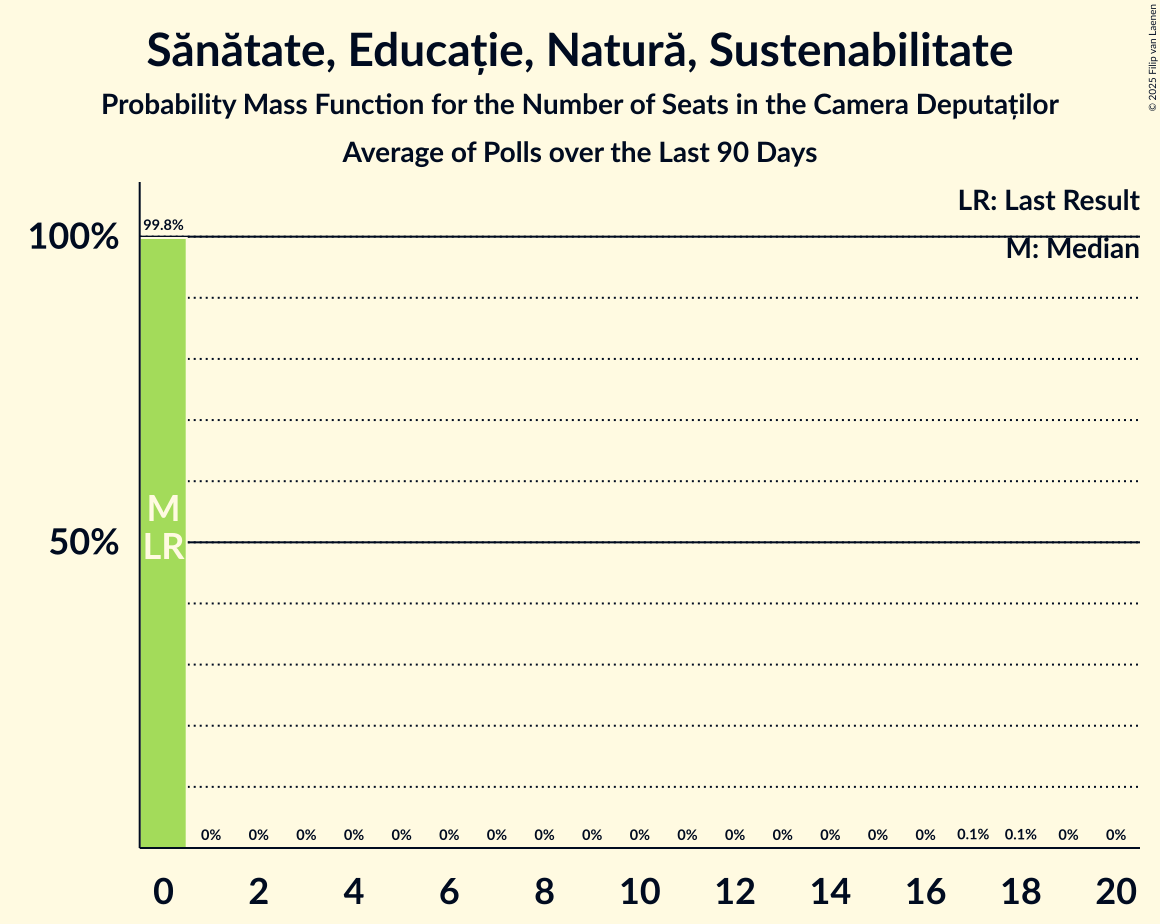 Sănătate, Educație, Natură, Sustenabilitate
Probability Mass Function for the Number of Seats in the Camera Deputaților
Average of Polls over the Last 90 Days
© 2025 Filip van Laenen
LR: Last Result
M: Median
99.8%
100%
M
LR
50%
0% 0% 0% 0% 0% 0% 0% 0% 0% 0% 0% 0% 0% 0% 0% 0% 0.1% 0.1% 0% 0%
0 2 4 6 8 10 12 14 16 18 20